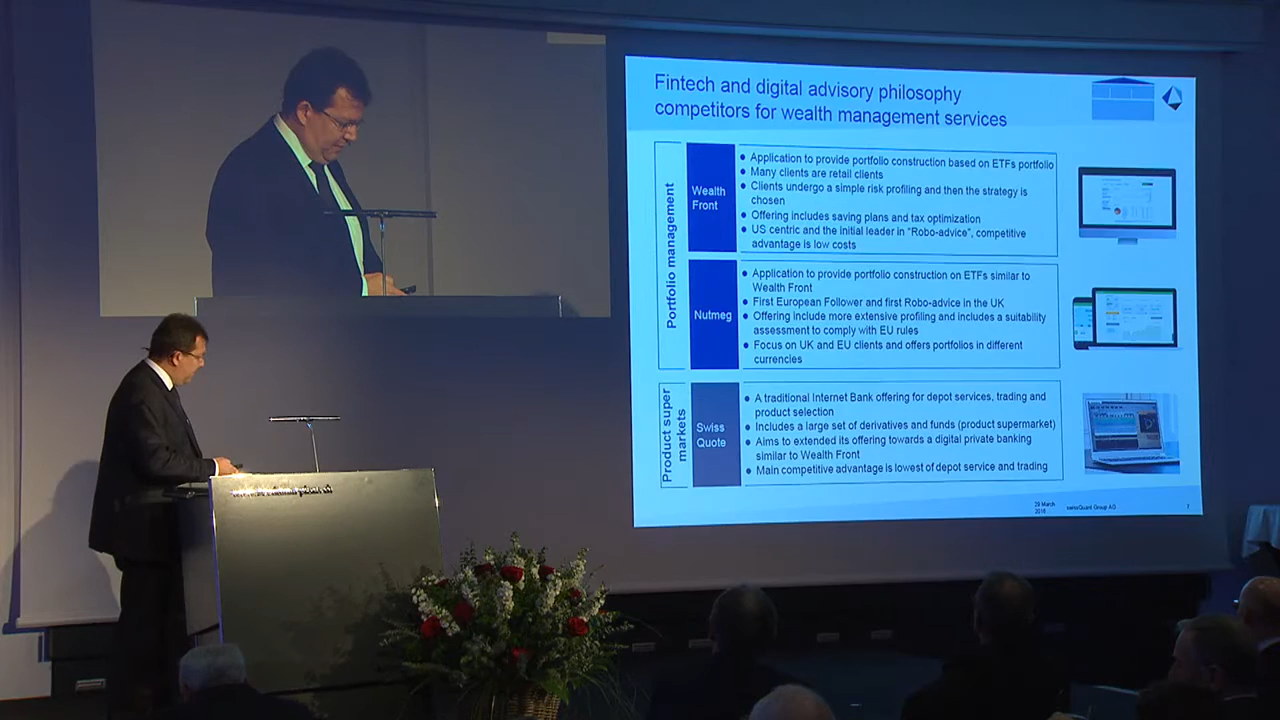 Fintech and digital advisory philosophy
competitors for wealth management services
Portfolio management
Wealth
Front
● Application to provide portfolio construction based on ETFs portfolio
● Many clients are retail clients
● Clients undergo a simple risk profiling and then the strategy is
chosen
● Offering includes saving plans and tax optimization
● US centric and the initial leader in "Robo-advice", competitive
advantage is low costs
Nutmeg
● Application to provide portfolio construction on ETFs similar to
Wealth Front
● First European Follower and first Robo-advice in the UK
● Offering include more extensive profiling and includes a suitability
assessment to comply with EU rules
● Focus on UK and EU clients and offers portfolios in different
currencies
Product super
markets
Swiss
Quote
● A traditional Internet Bank offering for depot services, trading and
product selection
● Includes a large set of derivatives and funds (product supermarket)
● Aims to extended its offering towards a digital private banking
similar to Wealth Front
● Main competitive advantage is lowest of depot service and trading
29 March
2016
swissQuant Group AG